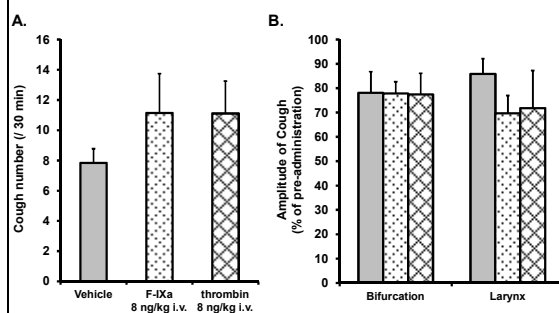 A.
Cough number (/ 30 min)
16
14
12
10
8
6
4
2
0
Vehicle
F-IXa
8 ng/kg i.v.
thrombin
8 ng/kg i.v.
B.
Amplitude of Cough
(% of pre-administration)
100
90
80
70
60
50
40
30
20
10
0
Bifurcation
Larynx